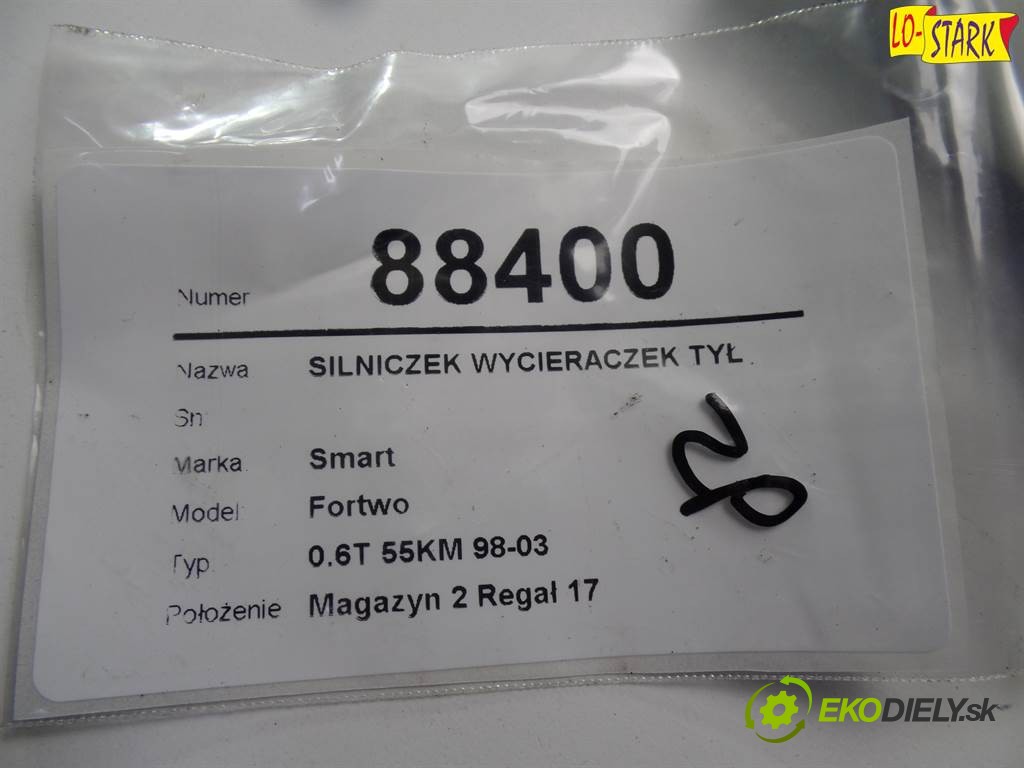 LO-STARK
Numer 88400
Nazwa SILNICZEK WYCIERACZEK TYŁ
Sn
Marka Smart
Model Fortwo
Typ 0.6T 55KM 98-03
Położenie Magazyn 2 Regał 17
EKODIELY.sk